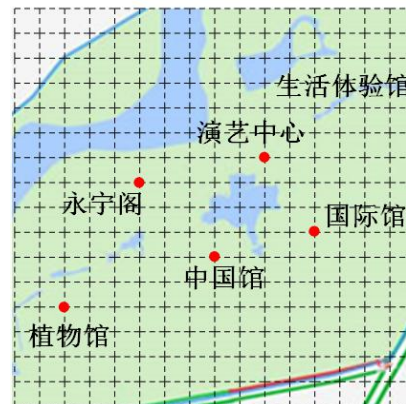 生活体验馆
演艺中心
永宁阁
国际馆
中国馆
植物馆